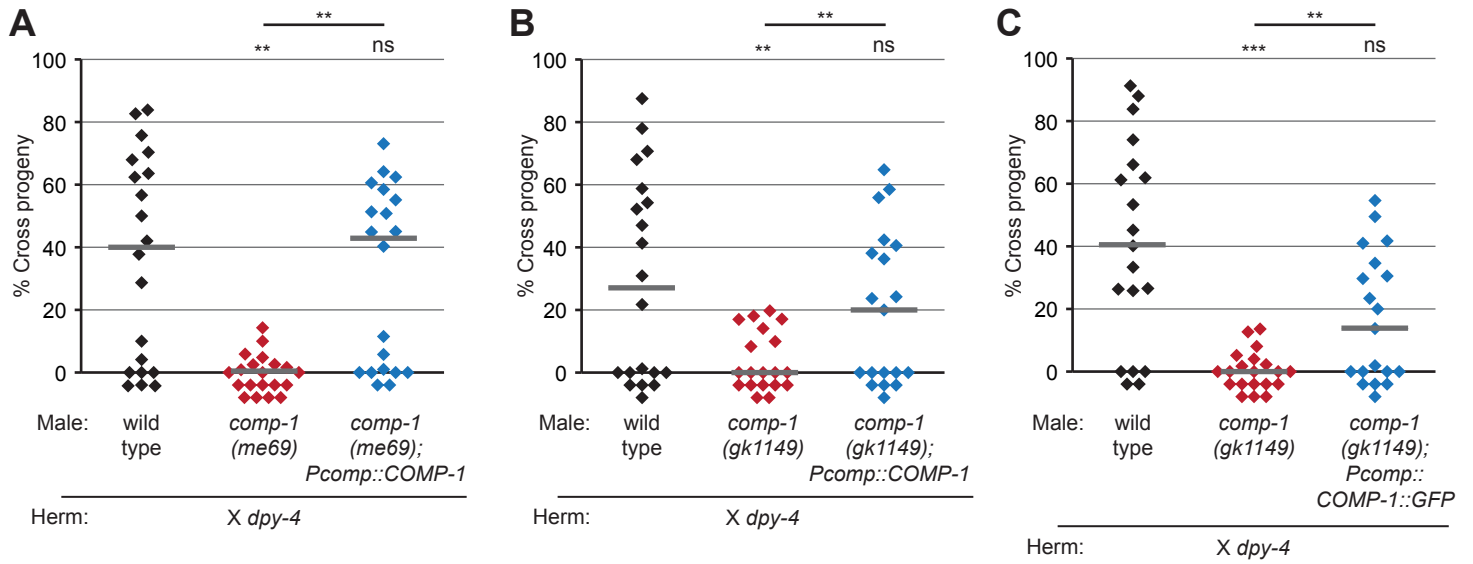 A
**
** ns
100
80
60
40
20
0
% Cross progeny
Male: wild type
comp-1 (me69)
comp-1 (me69); Pcomp::COMP-1
Herm: X dpy-4
B
**
** ns
100
80
60
40
20
0
% Cross progeny
Male: wild type
comp-1 (gk1149)
comp-1 (gk1149); Pcomp::COMP-1
Herm: X dpy-4
C
**
*** ns
100
80
60
40
20
0
% Cross progeny
Male: wild type
comp-1 (gk1149)
comp-1 (gk1149); Pcomp:: COMP-1::GFP
Herm: X dpy-4